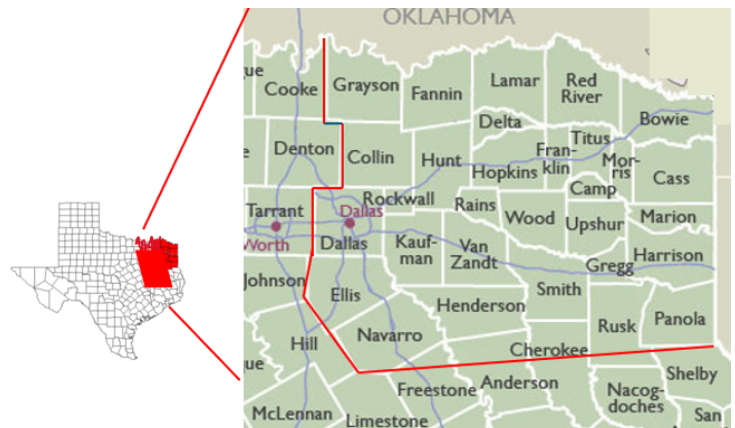 OKLAHOMA
ue
Cooke
Grayson
Fannin
Lamar
Red
River
Bowie
Delta
Titus
e
Denton
Collin
Hunt
Hopkins
Fran-
klin
Mor-
ris
Cass
Camp
Tarrant
Worth
Dallas
Dallas
Rockwall
Rains
Wood
Upshur
Marion
Kauf-
man
Van
Zandt
Gregg
Harrison
Johnson
Ellis
Smith
Henderson
Rusk
Panola
Hill
Navarro
Cherokee
ue
Freestone
Anderson
Nacog-
doches
Shelby
McLennan
Limestone
San